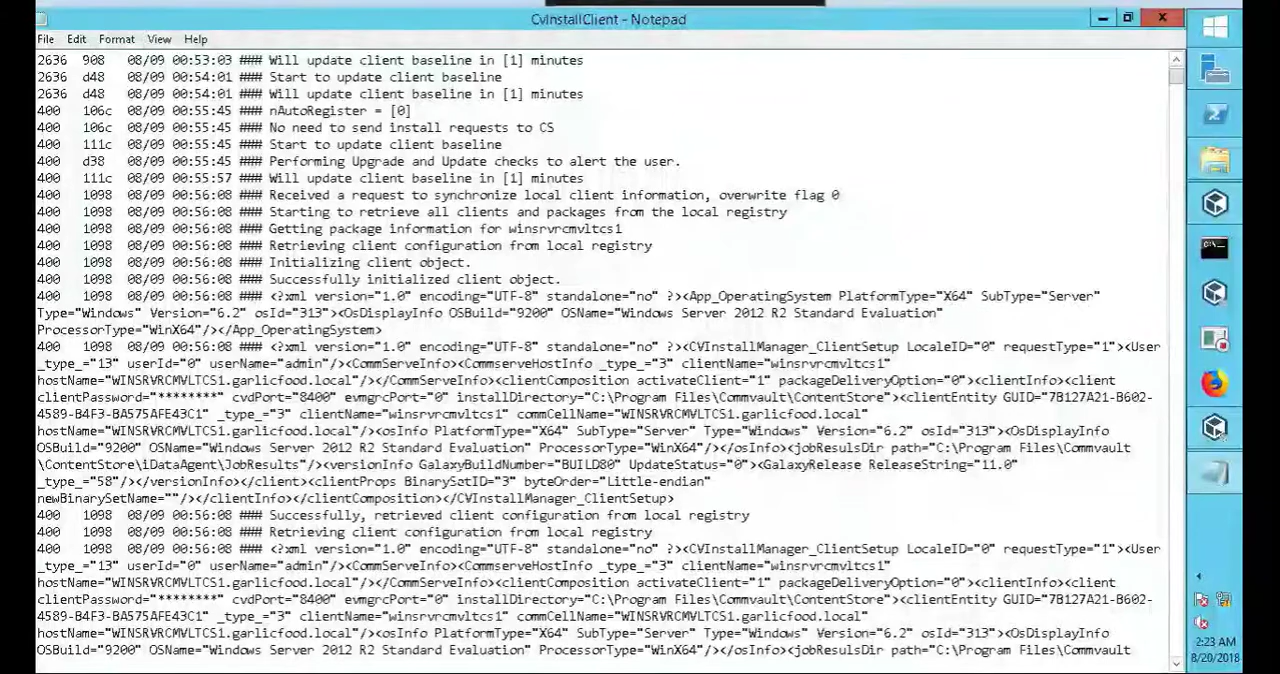 CvInstallClient - Notepad
File Edit Format View Help
2636 908 08/09 00:53:03 ### Will update client baseline in [1] minutes
2636 d48 08/09 00:54:01 ### Start to update client baseline
2636 d48 08/09 00:54:01 ### Will update client baseline in [1] minutes
400 106c 08/09 00:55:45 ### nAutoRegister = [0]
400 106c 08/09 00:55:45 ### No need to send install requests to CS
400 111c 08/09 00:55:45 ### Start to update client baseline
400 d38 08/09 00:55:45 ### Performing Upgrade and Update checks to alert the user.
400 111c 08/09 00:55:57 ### Will update client baseline in [1] minutes
400 1098 08/09 00:56:08 ### Received a request to synchronize local client information, overwrite flag 0
400 1098 08/09 00:56:08 ### Starting to retrieve all clients and packages from the local registry
400 1098 08/09 00:56:08 ### Getting package information for winsrvrcmvltcs1
400 1098 08/09 00:56:08 ### Retrieving client configuration from local registry
400 1098 08/09 00:56:08 ### Initializing client object.
400 1098 08/09 00:56:08 ### Successfully initialized client object.
400 1098 08/09 00:56:08 ### <?xml version="1.0" encoding="UTF-8" standalone="no" ?><App_OperatingSystem PlatformType="X64" SubType="Server"
Type="Windows" Version="6.2" osId="313"><OsDisplayInfo OSBuild="9200" OSName="Windows Server 2012 R2 Standard Evaluation"
ProcessorType="WinX64"/></App_OperatingSystem>
400 1098 08/09 00:56:08 ### <?xml version="1.0" encoding="UTF-8" standalone="no" ?><CVInstallManager_ClientSetup LocaleID="0" requestType="1"><User
_type_="13" userId="0" userName="admin"/><CommServeInfo><CommserveHostInfo _type_="3" clientName="winsrvrcmvltcs1"
hostName="WINSRVRCMVLTCS1.garlicfood.local"/></CommServeInfo><clientComposition activateClient="1" packageDeliveryOption="0"><clientInfo><client
clientPassword="********" cvdPort="8400" evmgrcPort="0" installDirectory="C:\Program Files\Commvault\ContentStore"><clientEntity GUID="7B127A21-B602-
4589-B4F3-BA575AFE43C1" _type_="3" clientName="winsrvrcmvltcs1" commCellName="WINSRVRCMVLTCS1.garlicfood.local"
hostName="WINSRVRCMVLTCS1.garlicfood.local"/><osInfo PlatformType="X64" SubType="Server" Type="Windows" Version="6.2" osId="313"><OsDisplayInfo
OSBuild="9200" OSName="Windows Server 2012 R2 Standard Evaluation" ProcessorType="WinX64"/></osInfo><jobResulsDir path="C:\Program Files\Commvault
\ContentStore\iDataAgent\JobResults"/><versionInfo GalaxyBuildNumber="BUILD80" UpdateStatus="0"><GalaxyRelease ReleaseString="11.0"
_type_="58"/></versionInfo></client><clientProps BinarySetID="3" byteOrder="Little-endian"
newBinarySetName=""/></clientInfo></clientComposition></CVInstallManager_ClientSetup>
400 1098 08/09 00:56:08 ### Successfully, retrieved client configuration from local registry
400 1098 08/09 00:56:08 ### Retrieving client configuration from local registry
400 1098 08/09 00:56:08 ### <?xml version="1.0" encoding="UTF-8" standalone="no" ?><CVInstallManager_ClientSetup LocaleID="0" requestType="1"><User
_type_="13" userId="0" userName="admin"/><CommServeInfo><CommserveHostInfo _type_="3" clientName="winsrvrcmvltcs1"
hostName="WINSRVRCMVLTCS1.garlicfood.local"/></CommServeInfo><clientComposition activateClient="1" packageDeliveryOption="0"><clientInfo><client
clientPassword="********" cvdPort="8400" evmgrcPort="0" installDirectory="C:\Program Files\Commvault\ContentStore"><clientEntity GUID="7B127A21-B602-
4589-B4F3-BA575AFE43C1" _type_="3" clientName="winsrvrcmvltcs1" commCellName="WINSRVRCMVLTCS1.garlicfood.local"
hostName="WINSRVRCMVLTCS1.garlicfood.local"/><osInfo PlatformType="X64" SubType="Server" Type="Windows" Version="6.2" osId="313"><OsDisplayInfo
OSBuild="9200" OSName="Windows Server 2012 R2 Standard Evaluation" ProcessorType="WinX64"/></osInfo><jobResulsDir path="C:\Program Files\Commvault
2:23 AM
8/20/2018